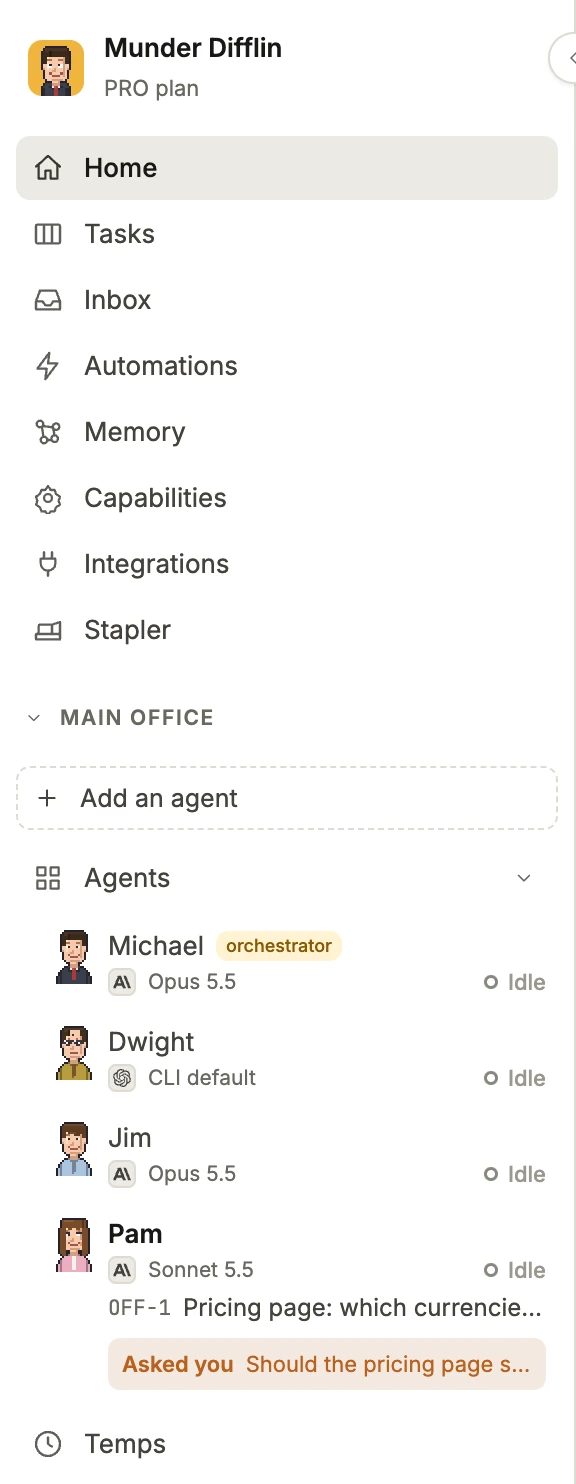 Munder Difflin
PRO plan
Home
Tasks
Inbox
Automations
Memory
Capabilities
Integrations
Stapler
MAIN OFFICE
Add an agent
Agents
Michael orchestrator
Opus 5.5 Idle
Dwight
CLI default Idle
Jim
Opus 5.5 Idle
Pam
Sonnet 5.5 Idle
OFF-1 Pricing page: which currencie...
Asked you Should the pricing page s...
Temps